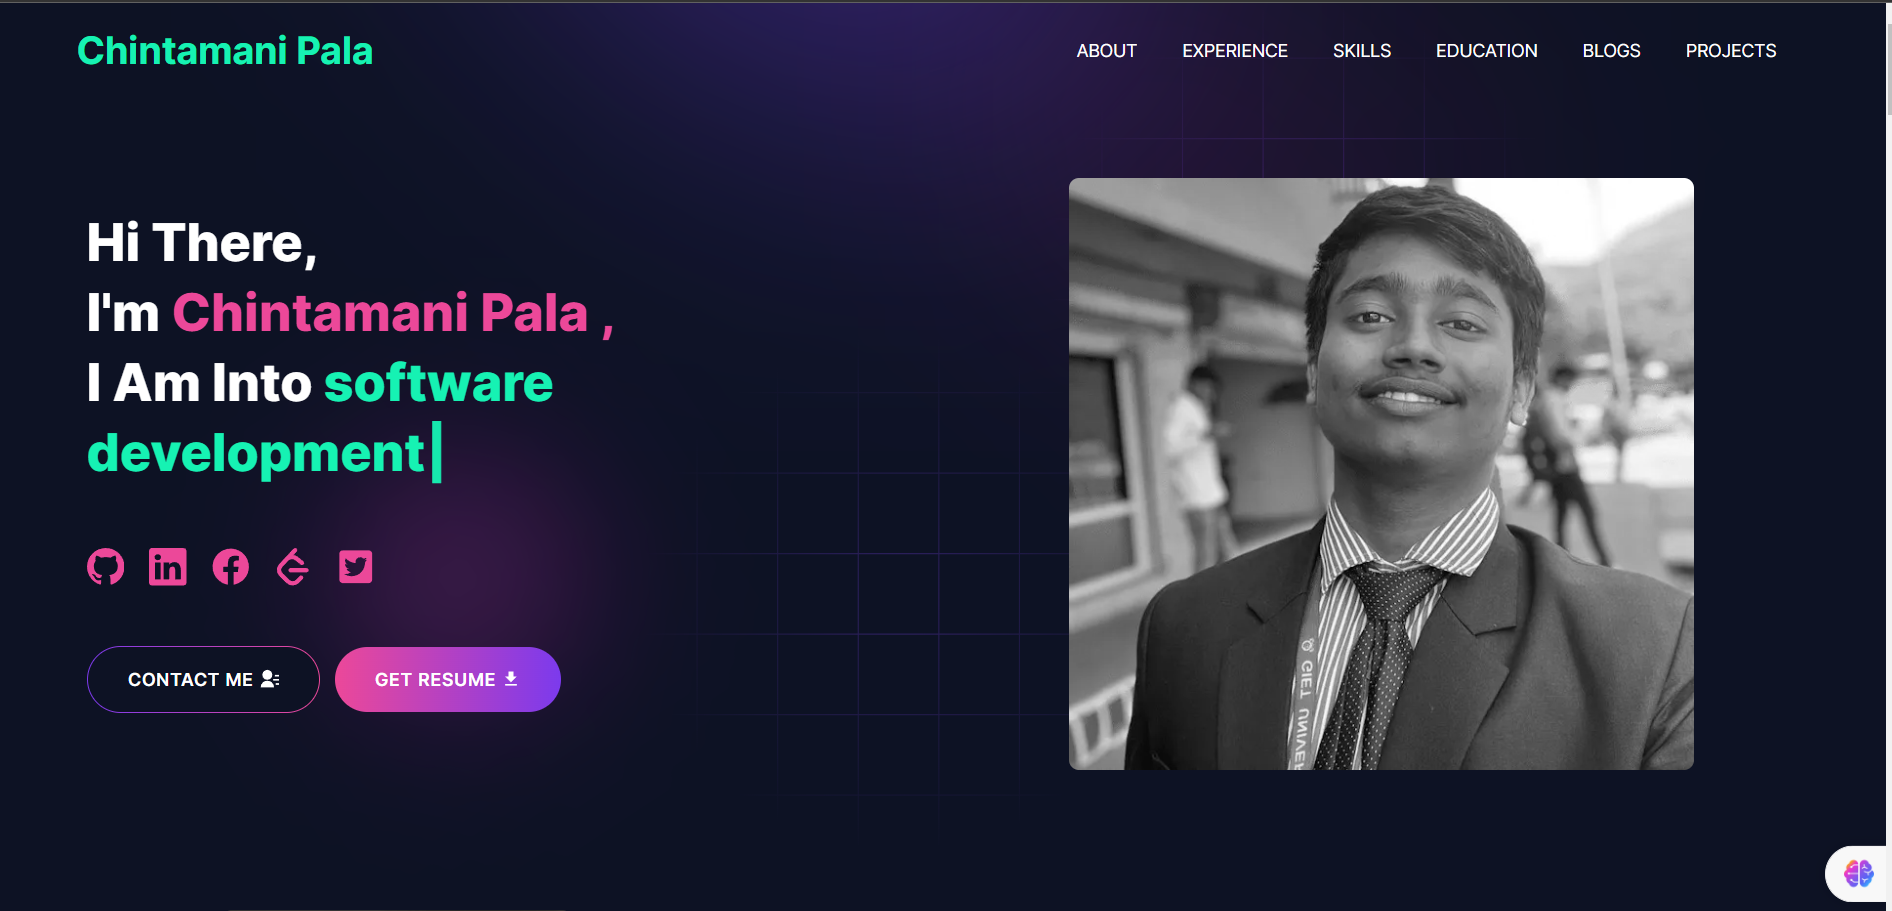 Chintamani Pala
ABOUT EXPERIENCE SKILLS EDUCATION BLOGS PROJECTS
Hi There,
I'm Chintamani Pala ,
I Am Into software
development|
CONTACT ME
GET RESUME
GIET UNIVER